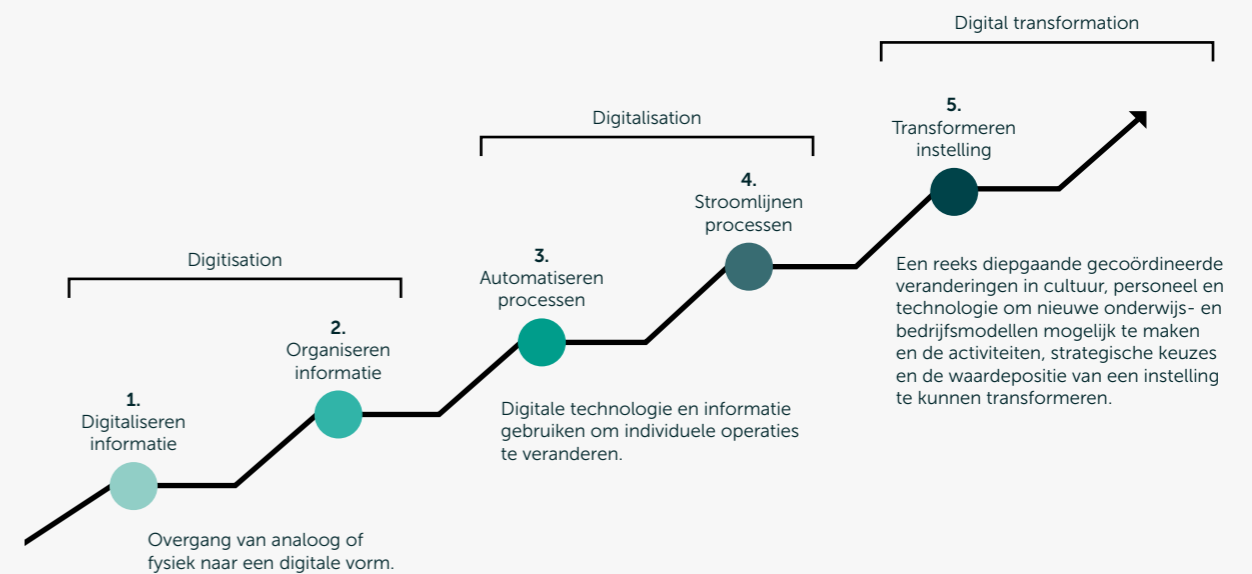 Digital transformation
5.
Transformeren
instelling
Digitalisation
4.
Stroomlijnen
processen
3.
Automatiseren
processen
Digitisation
2.
Organiseren
informatie
1.
Digitaliseren
informatie
Een reeks diepgaande gecoördineerde
veranderingen in cultuur, personeel en
technologie om nieuwe onderwijs- en
bedrijfsmodellen mogelijk te maken
en de activiteiten, strategische keuzes
en de waardepositie van een instelling
te kunnen transformeren.
Digitale technologie en informatie
gebruiken om individuele operaties
te veranderen.
Overgang van analoog of
fysiek naar een digitale vorm.